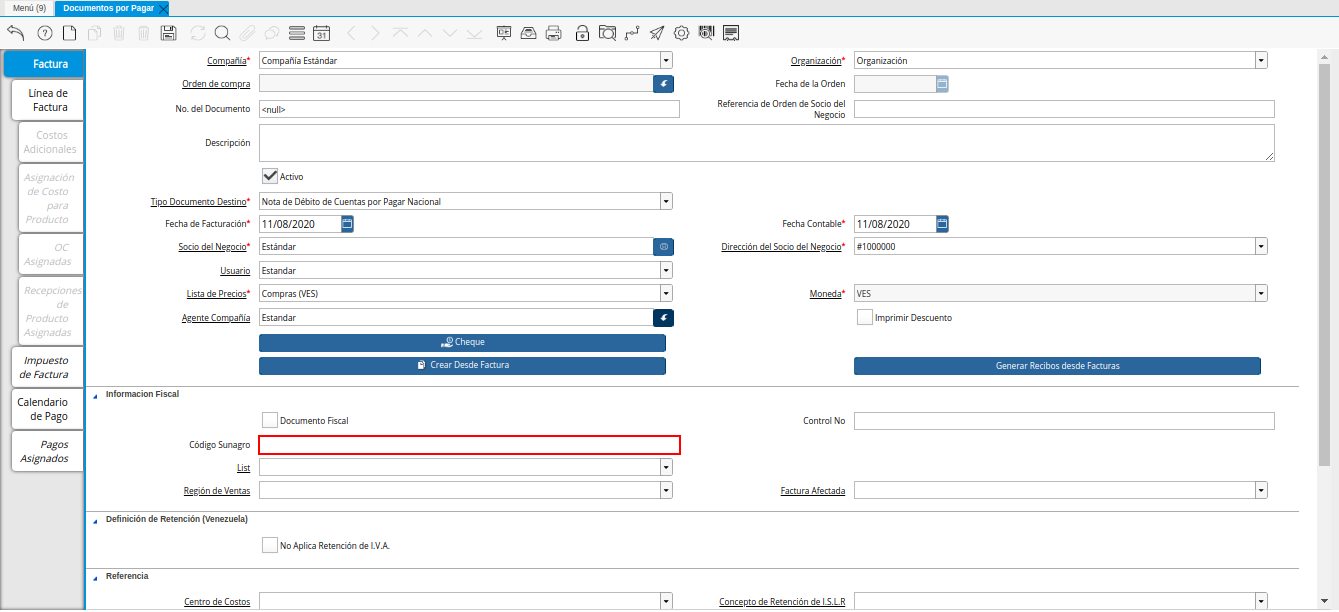 Menú (9)
Documentos por Pagar
31
Factura
Línea de
Factura
Costos
Adicionales
Asignación
de Costo
para
Producto
OC
Asignadas
Recepciones
de
Producto
Asignadas
Impuesto
de Factura
Calendario
de Pago
Pagos
Asignados
Compañía* Compañía Estándar Organización* Organización
Orden de compra Fecha de la Orden
No. del Documento <null> Referencia de Orden de Socio del
Negocio
Descripción
Activo
Tipo Documento Destino* Nota de Débito de Cuentas por Pagar Nacional
Fecha de Facturación* 11/08/2020 Fecha Contable* 11/08/2020
Socio del Negocio* Estándar Dirección del Socio del Negocio* #1000000
Usuario Estandar
Lista de Precios* Compras (VES) Moneda* VES
Agente Compañía Estandar Imprimir Descuento
Cheque
Crear Desde Factura Generar Recibos desde Facturas
Informacion Fiscal
Documento Fiscal Control No
Código Sunagro
List
Región de Ventas Factura Afectada
Definición de Retención (Venezuela)
No Aplica Retención de I.V.A.
Referencia
Centro de Costos Concepto de Retención de I.S.L.R